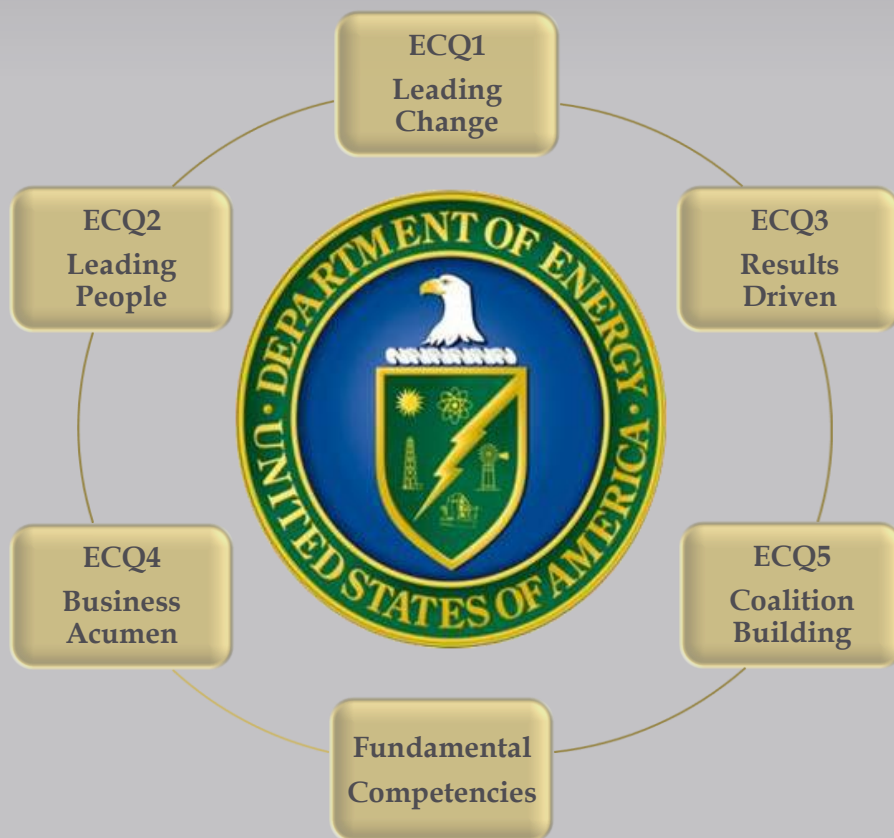 ECQ1
Leading
Change
ECQ2
Leading
People
ECQ3
Results
Driven
· DEPARTMENT OF ENERGY ·
UNITED STATES OF AMERICA
ECQ4
Business
Acumen
ECQ5
Coalition
Building
Fundamental
Competencies